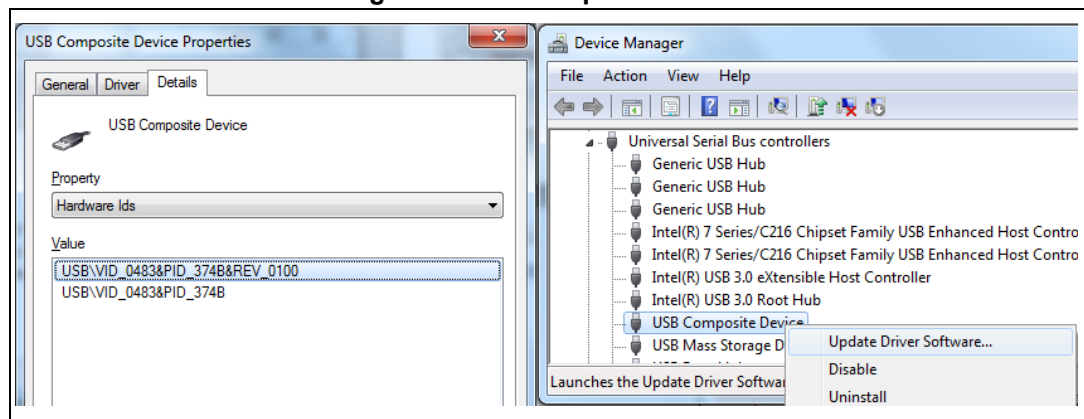 USB Composite Device Properties
General Driver Details
USB Composite Device
Property
Hardware Ids
Value
USB\VID_0483&PID_374B&REV_0100
USB\VID_0483&PID_374B
Device Manager
File Action View Help
Universal Serial Bus controllers
Generic USB Hub
Generic USB Hub
Generic USB Hub
Intel(R) 7 Series/C216 Chipset Family USB Enhanced Host Contro
Intel(R) 7 Series/C216 Chipset Family USB Enhanced Host Contro
Intel(R) USB 3.0 eXtensible Host Controller
Intel(R) USB 3.0 Root Hub
USB Composite Device
USB Mass Storage D
Launches the Update Driver Softwa
Update Driver Software...
Disable
Uninstall